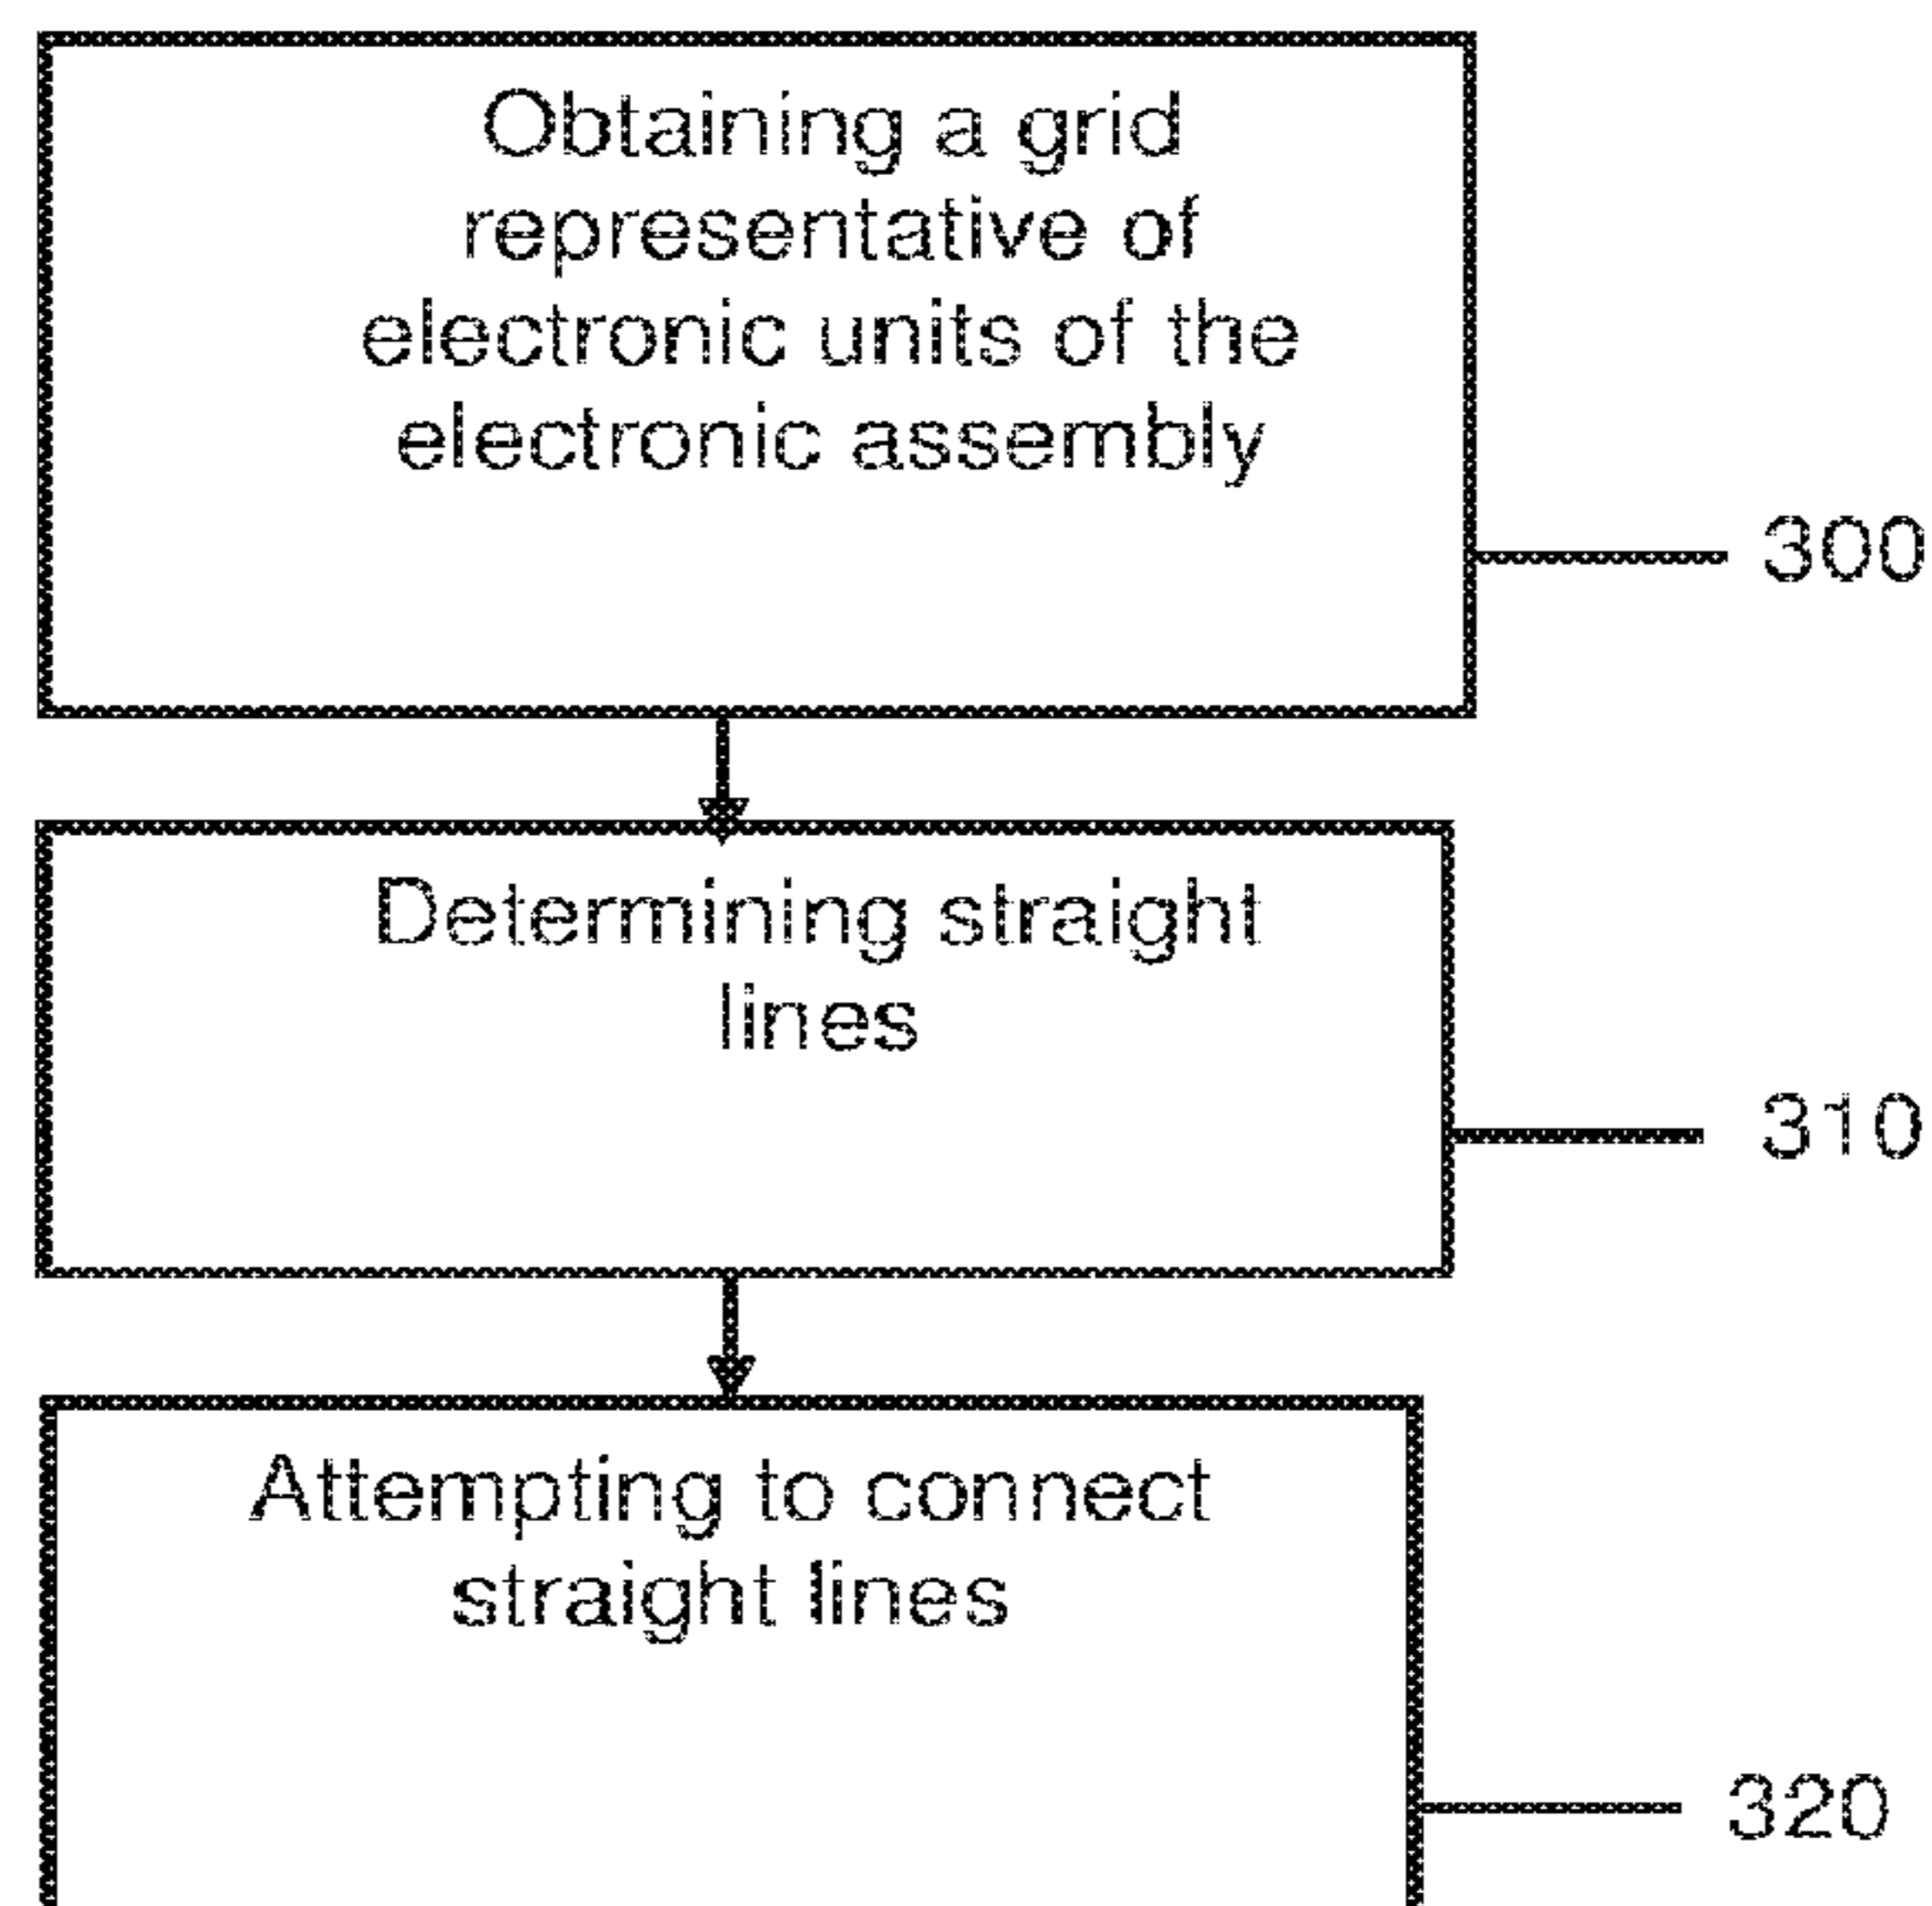 Obtaining a grid
representative of
electronic units of the
electronic assembly
300
Determining straight
lines
310
Attempting to connect
straight lines
320